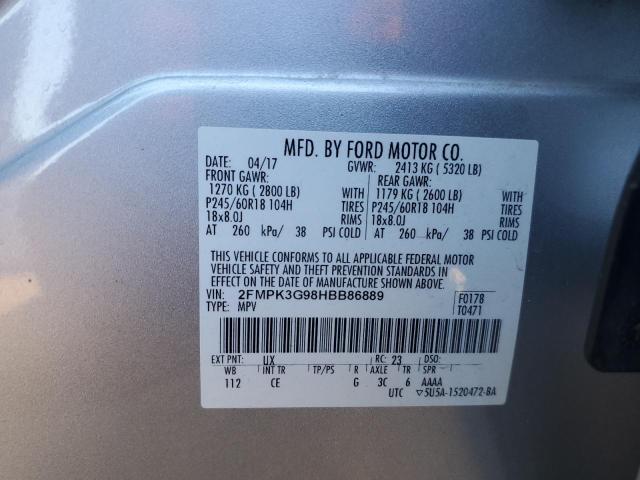 MFD. BY FORD MOTOR CO.
DATE: 04/17 GVWR: 2413 KG ( 5320 LB)
FRONT GAWR: REAR GAWR:
1270 KG ( 2800 LB) WITH 1179 KG ( 2600 LB) WITH
P245/60R18 104H TIRES P245/60R18 104H TIRES
18x8.0J RIMS 18x8.0J RIMS
AT 260 kPa/ 38 PSI COLD AT 260 kPa/ 38 PSI COLD
THIS VEHICLE CONFORMS TO ALL APPLICABLE FEDERAL MOTOR
VEHICLE SAFETY AND BUMPER AND THEFT PREVENTION STANDARDS IN
EFFECT ON THE DATE OF MANUFACTURE SHOWN ABOVE.
VIN: 2FMPK3G98HBB86889 F0178
TYPE: MPV T0471
EXT PNT: UX RC: 23 DSO:
WB INT TR TP/PS R AXLE TR SPR
112 CE G 3C 6 AAAA
UTC ▽5U5A-1520472-BA